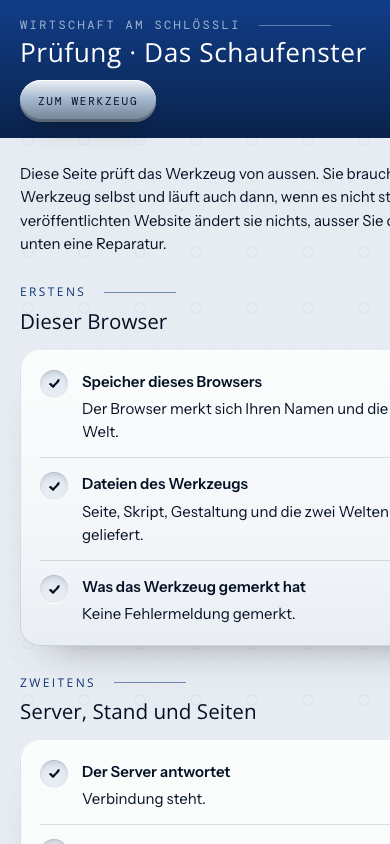 WIRTSCHAFT AM SCHLÖSSLI
Prüfung · Das Schaufenster
ZUM WERKZEUG
Diese Seite prüft das Werkzeug von aussen. Sie brauch
Werkzeug selbst und läuft auch dann, wenn es nicht st
veröffentlichten Website ändert sie nichts, ausser Sie
unten eine Reparatur.
ERSTENS
Dieser Browser
Speicher dieses Browsers
Der Browser merkt sich Ihren Namen und die
Welt.
Dateien des Werkzeugs
Seite, Skript, Gestaltung und die zwei Welten
geliefert.
Was das Werkzeug gemerkt hat
Keine Fehlermeldung gemerkt.
ZWEITENS
Server, Stand und Seiten
Der Server antwortet
Verbindung steht.